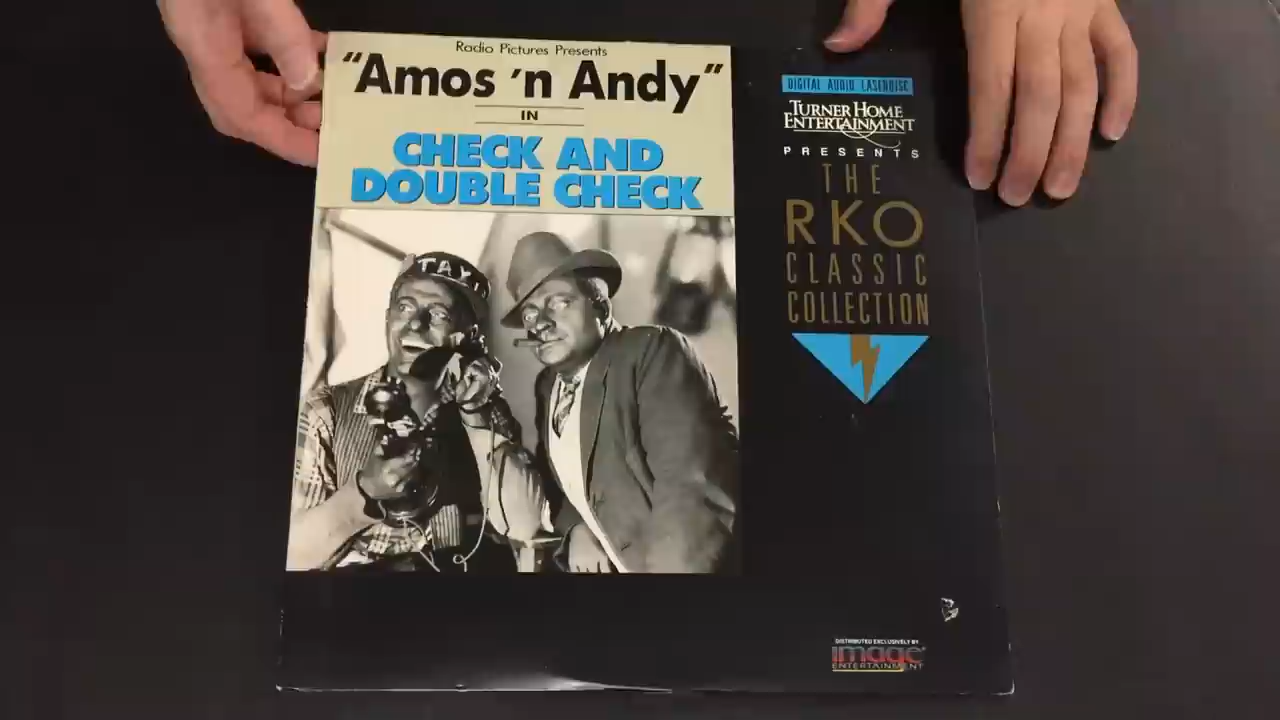 Radio Pictures Presents
"Amos 'n Andy"
IN
CHECK AND
DOUBLE CHECK
TAXI
DIGITAL AUDIO LASERDISC
TURNER HOME
ENTERTAINMENT
PRESENTS
THE
RKO
CLASSIC
COLLECTION
DISTRIBUTED EXCLUSIVELY BY
image
ENTERTAINMENT